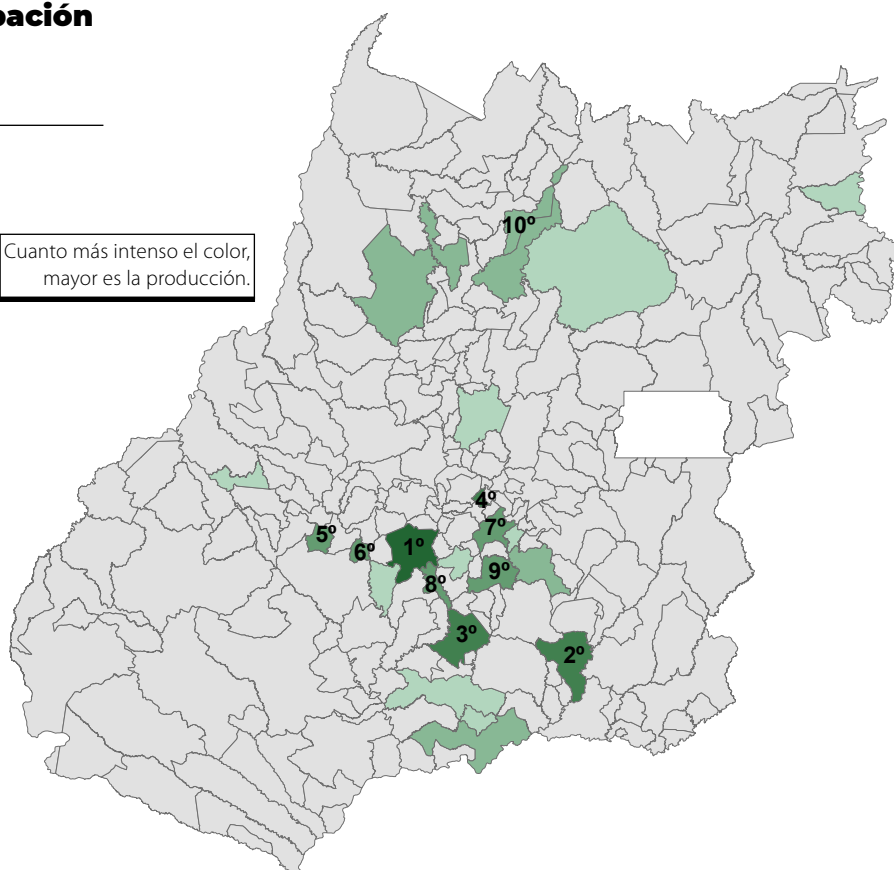 Cuanto más intenso el color,
mayor es la producción.
10º
4º
7º
5º
6º
1º
9º
8º
3º
2º